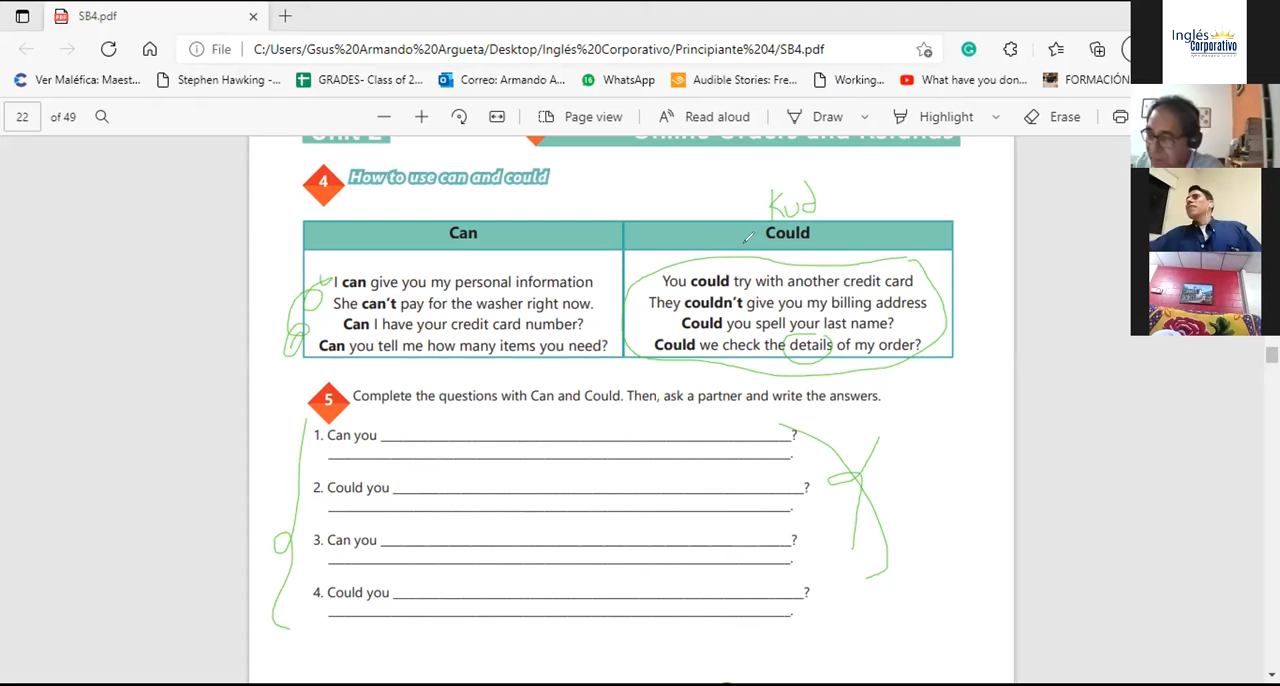 SB4.pdf
File
C:/Users/Gsus%20Armando%20Argueta/Desktop/Inglés%20Corporativo/Principiante%204/SB4.pdf
Ver Maléfica: Maest...
Stephen Hawking -...
GRADES- Class of 2...
Correo: Armando A...
16
WhatsApp
Audible Stories: Fre...
Working...
What have you don...
FORMACIÓN
22 of 49
Page view
Read aloud
Draw
Highlight
Erase
Inglés
Corporativo
Unit 2
Online Orders and Refunds
4 How to use can and could
Kud
Can
Could
I can give you my personal information
She can't pay for the washer right now.
Can I have your credit card number?
Can you tell me how many items you need?
You could try with another credit card
They couldn't give you my billing address
Could you spell your last name?
Could we check the details of my order?
5 Complete the questions with Can and Could. Then, ask a partner and write the answers.
1. Can you ?
.
2. Could you ?
.
3. Can you ?
.
4. Could you ?
.